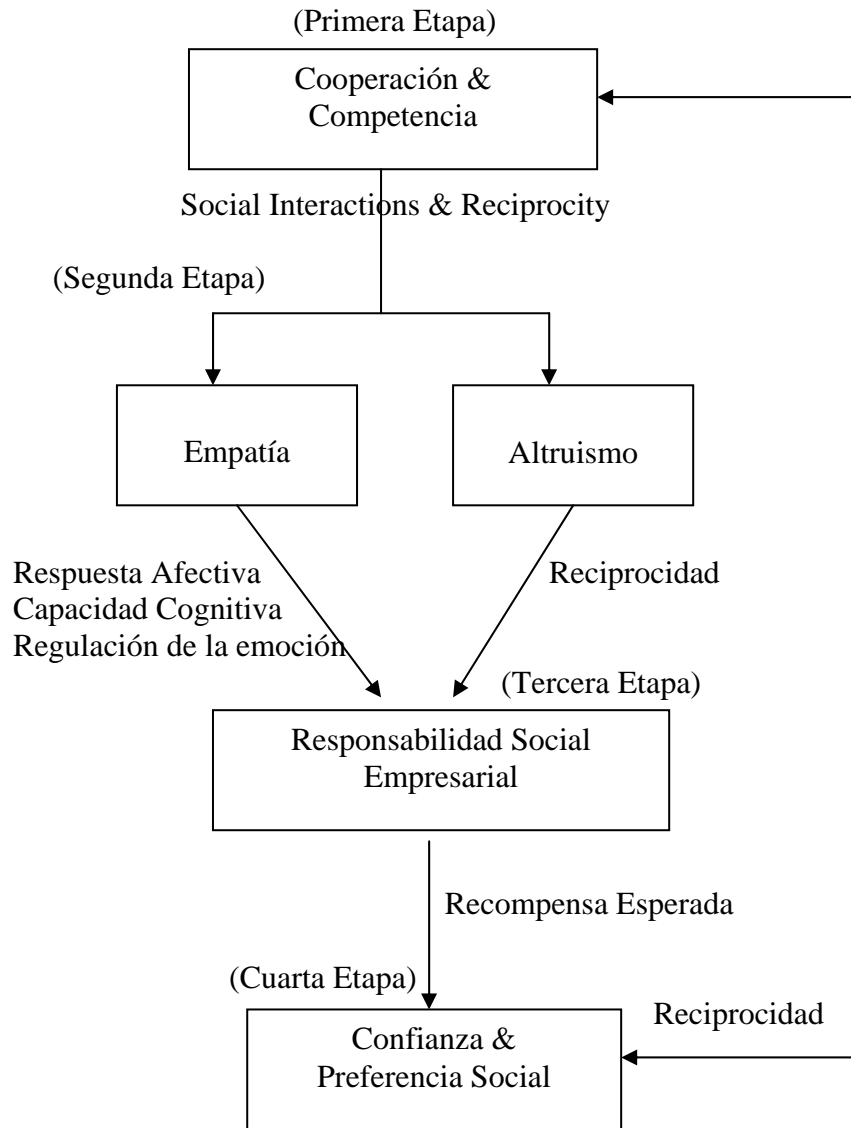 (Primera Etapa)
Cooperación &
Competencia
Social Interactions & Reciprocity
(Segunda Etapa)
Empatía
Altruismo
Respuesta Afectiva
Capacidad Cognitiva
Regulación de la emoción
Reciprocidad
(Tercera Etapa)
Responsabilidad Social
Empresarial
Recompensa Esperada
(Cuarta Etapa)
Confianza &
Preferencia Social
Reciprocidad